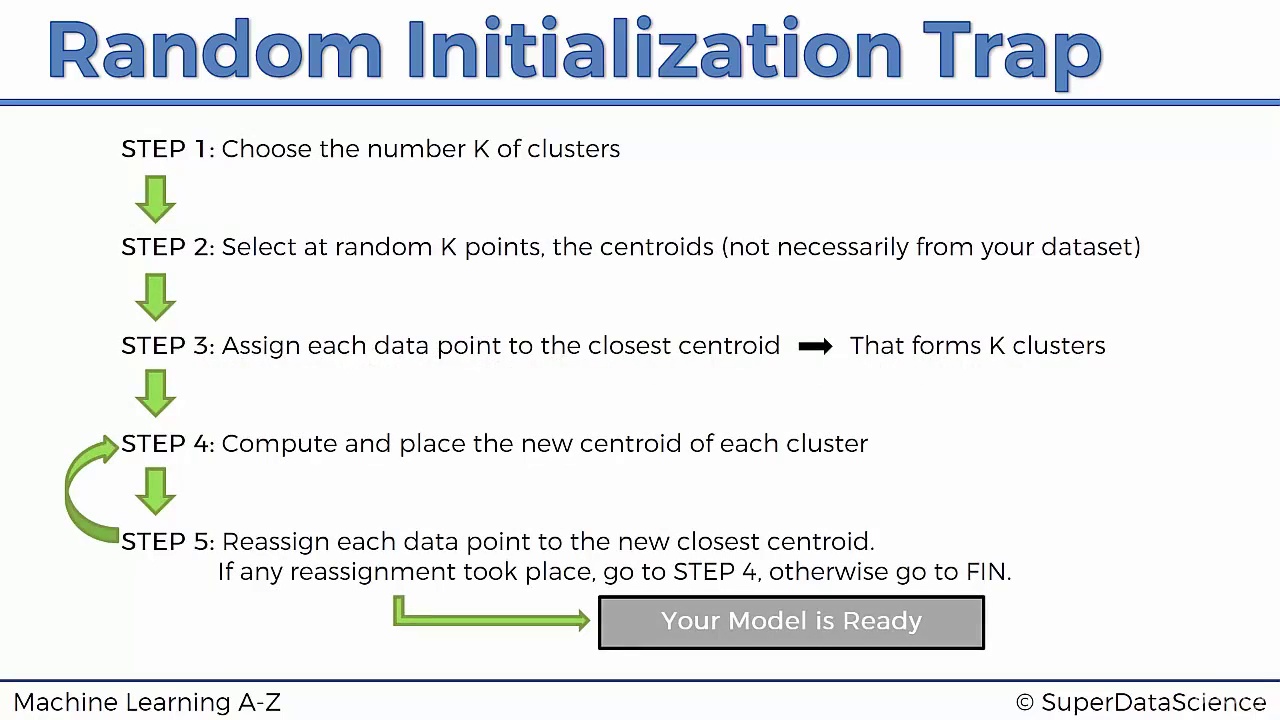 Random Initialization Trap
STEP 1: Choose the number K of clusters
STEP 2: Select at random K points, the centroids (not necessarily from your dataset)
STEP 3: Assign each data point to the closest centroid That forms K clusters
STEP 4: Compute and place the new centroid of each cluster
STEP 5: Reassign each data point to the new closest centroid.
If any reassignment took place, go to STEP 4, otherwise go to FIN.
Your Model is Ready
Machine Learning A-Z © SuperDataScience